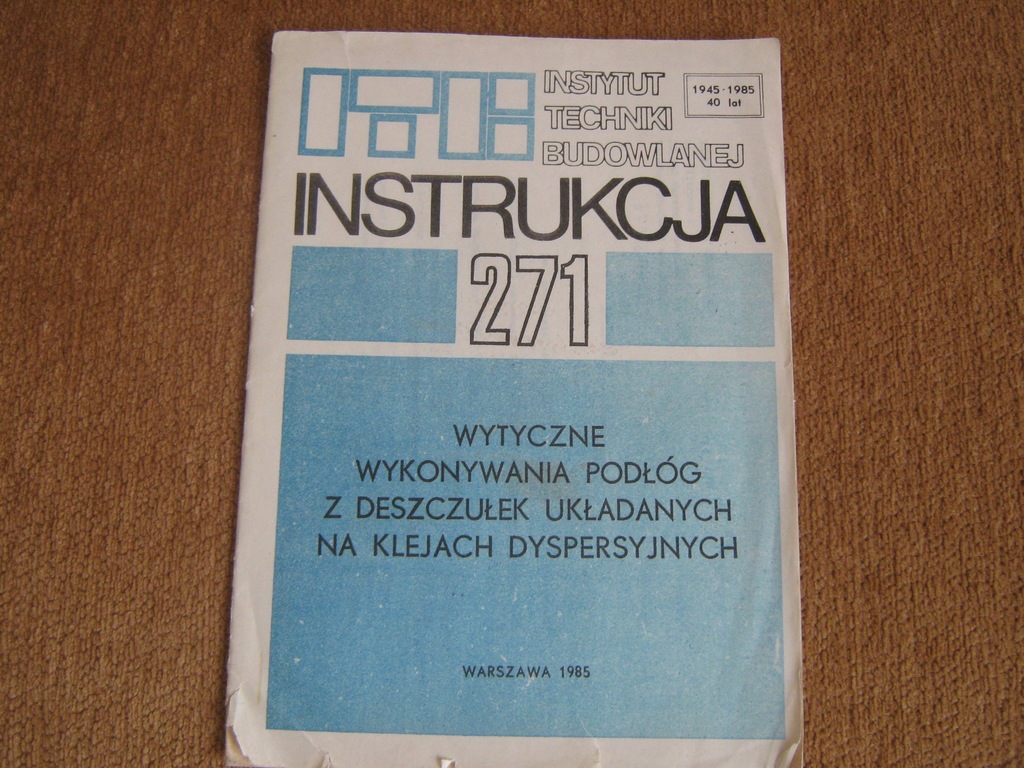 ITB
INSTYTUT
TECHNIKI
BUDOWLANEJ
1945-1985
40 lat
INSTRUKCJA
271
WYTYCZNE
WYKONYWANIA PODŁÓG
Z DESZCZUŁEK UKŁADANYCH
NA KLEJACH DYSPERSYJNYCH
WARSZAWA 1985